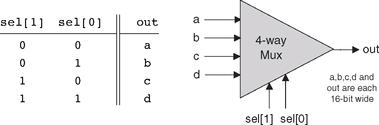 sel[1] sel[0] out
0 0 a
0 1 b
1 0 c
1 1 d
a
b
c
d
4-way
Mux
out
a,b,c,d and
out are each
16-bit wide
sel[1] sel[0]